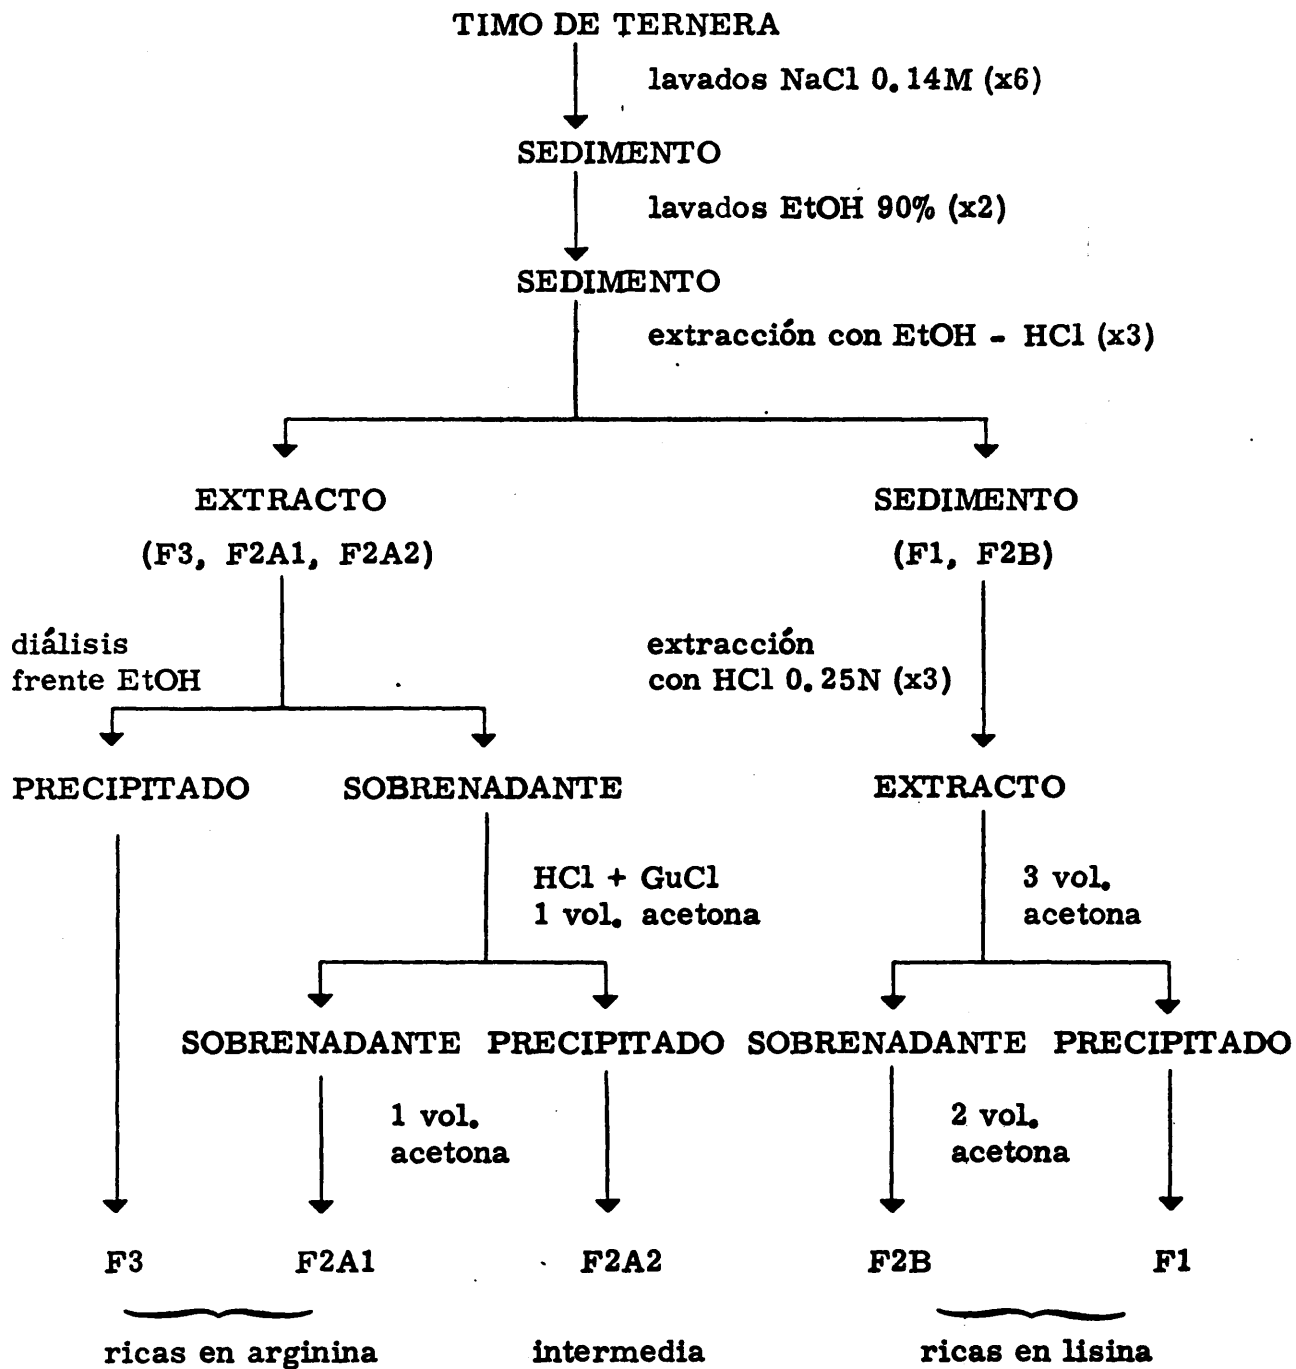 TIMO DE TERNERA
lavados NaCl 0.14M (x6)
SEDIMENTO
lavados EtOH 90% (x2)
SEDIMENTO
extracción con EtOH - HCl (x3)
EXTRACTO
(F3, F2A1, F2A2)
SEDIMENTO
(F1, F2B)
diálisis
frente EtOH
extracción
con HCl 0.25N (x3)
PRECIPITADO
SOBRENADANTE
EXTRACTO
HCl + GuCl
1 vol. acetona
3 vol.
acetona
SOBRENADANTE
PRECIPITADO
SOBRENADANTE
PRECIPITADO
1 vol.
acetona
2 vol.
acetona
F3
F2A1
F2A2
F2B
F1
ricas en arginina
intermedia
ricas en lisina